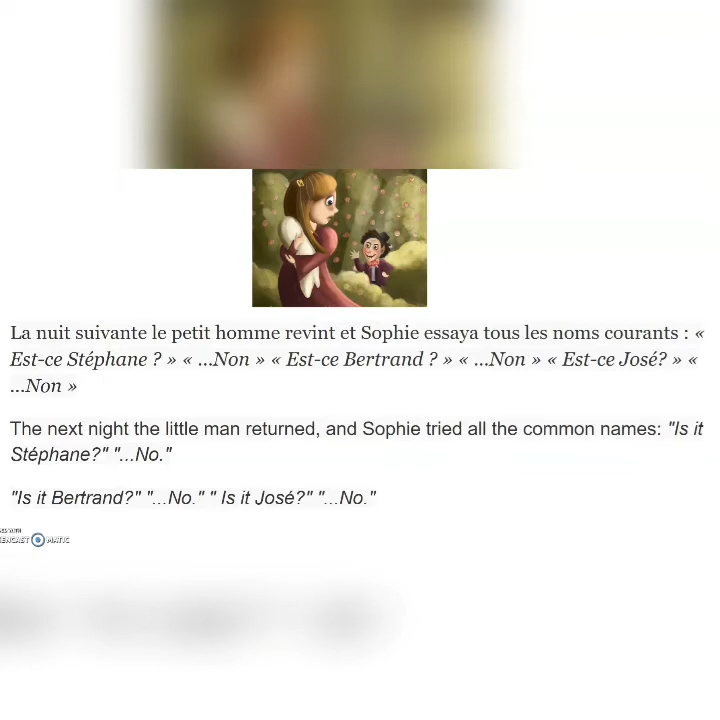 La nuit suivante le petit homme revint et Sophie essaya tous les noms courants : «
Est-ce Stéphane ? » « ...Non » « Est-ce Bertrand ? » « ...Non » « Est-ce José? » «
...Non »
The next night the little man returned, and Sophie tried all the common names: "Is it
Stéphane?" "...No."
"Is it Bertrand?" "...No." " Is it José?" "...No."
MATIC